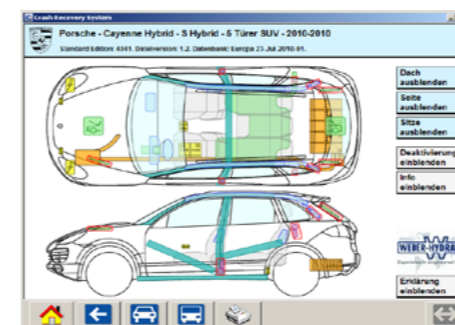 Crash Recovery System
Porsche - Cayenne Hybrid - S Hybrid - 5 Türer SUV - 2010-2010
Standard Edition: 4041. Datenversion: 1.2. Datenbank: Europa 23-Jul-2010-01.
Dach
ausblenden
Seite
ausblenden
Sitze
ausblenden
Deaktivierung
einblenden
Info
einblenden
WEBER-HYDRA
Erklärung
einblenden